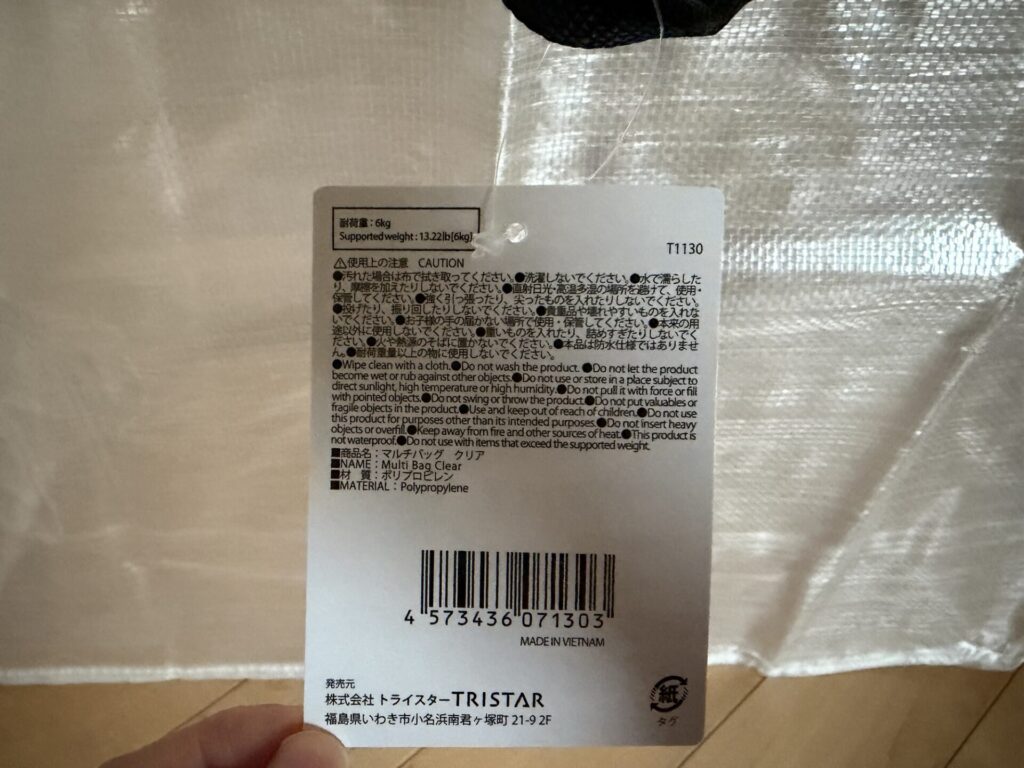 耐荷重：6kg
Supported weight : 13.22lb[6kg]
T1130
⚠使用上の注意　CAUTION
●汚れた場合は布で拭き取ってください。●洗濯しないでください。●水で濡らした
り、摩擦を加えたりしないでください。●直射日光・高温多湿の場所を避けて、使用・
保管してください。●強く引っ張ったり、尖ったものを入れたりしないでください。
●投げたり、振り回したりしないでください。●貴重品や壊れやすいものを入れな
いでください。●お子様の手の届かない場所で使用・保管してください。●本来の用
途以外に使用しないでください。●重いものを入れたり、詰めすぎたりしないでく
ださい。●火や熱源のそばに置かないでください。●本品は防水仕様ではありませ
ん。●耐荷重量以上の物に使用しないでください。
●Wipe clean with a cloth.●Do not wash the product. ●Do not let the product
become wet or rub against other objects.●Do not use or store in a place subject to
direct sunlight, high temperature or high humidity.●Do not pull it with force or fill
with pointed objects.●Do not swing or throw the product.●Do not put valuables or
fragile objects in the product.●Use and keep out of reach of children.●Do not use
this product for purposes other than its intended purposes.●Do not insert heavy
objects or overfill.●Keep away from fire and other sources of heat.●This product is
not waterproof.●Do not use with items that exceed the supported weight.
■商品名：マルチバッグ　クリア
■NAME : Multi Bag Clear
■材　質：ポリプロピレン
■MATERIAL : Polypropylene
4 573436 071303
MADE IN VIETNAM
発売元
株式会社 トライスター TRISTAR
福島県いわき市小名浜南君ヶ塚町 21-9 2F
紙
タグ